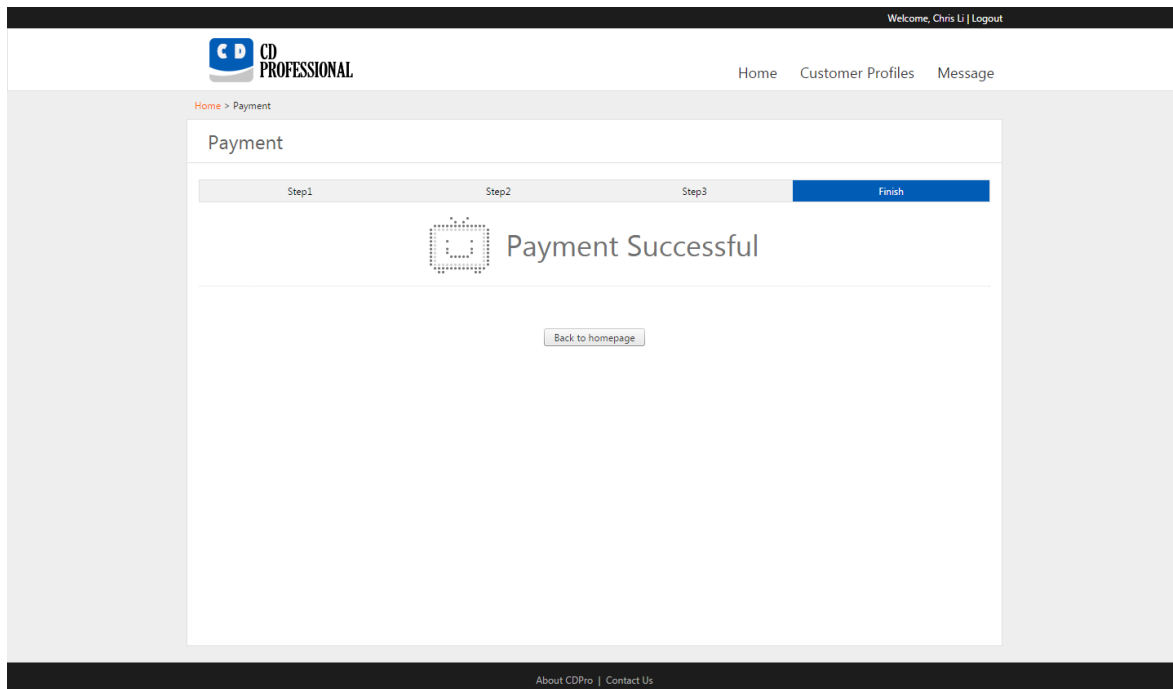 Welcome, Chris Li | Logout
C D
CD
PROFESSIONAL
Home Customer Profiles Message
Home > Payment
Payment
Step1 Step2 Step3 Finish
Payment Successful
Back to homepage
About CDPro | Contact Us